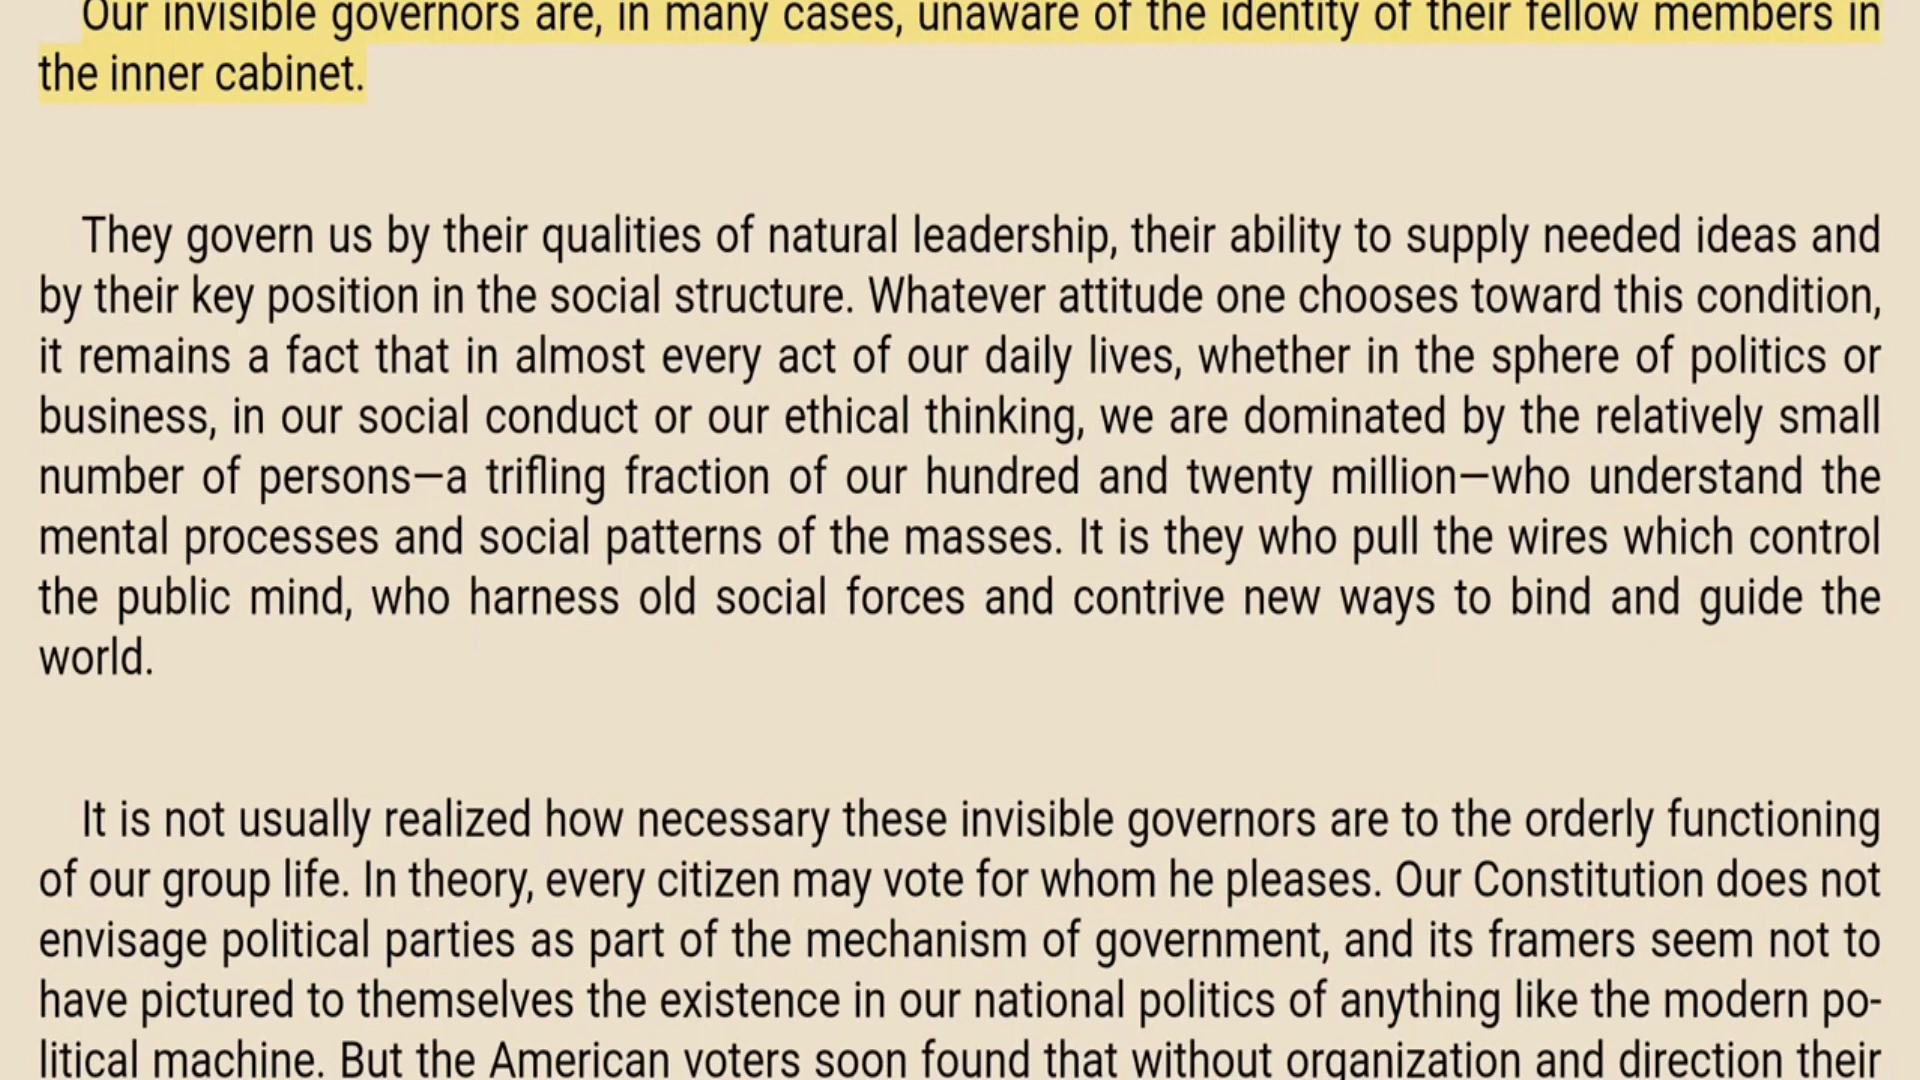 Our invisible governors are, in many cases, unaware of the identity of their fellow members in
the inner cabinet.
They govern us by their qualities of natural leadership, their ability to supply needed ideas and
by their key position in the social structure. Whatever attitude one chooses toward this condition,
it remains a fact that in almost every act of our daily lives, whether in the sphere of politics or
business, in our social conduct or our ethical thinking, we are dominated by the relatively small
number of persons—a trifling fraction of our hundred and twenty million—who understand the
mental processes and social patterns of the masses. It is they who pull the wires which control
the public mind, who harness old social forces and contrive new ways to bind and guide the
world.
It is not usually realized how necessary these invisible governors are to the orderly functioning
of our group life. In theory, every citizen may vote for whom he pleases. Our Constitution does not
envisage political parties as part of the mechanism of government, and its framers seem not to
have pictured to themselves the existence in our national politics of anything like the modern po-
litical machine. But the American voters soon found that without organization and direction their